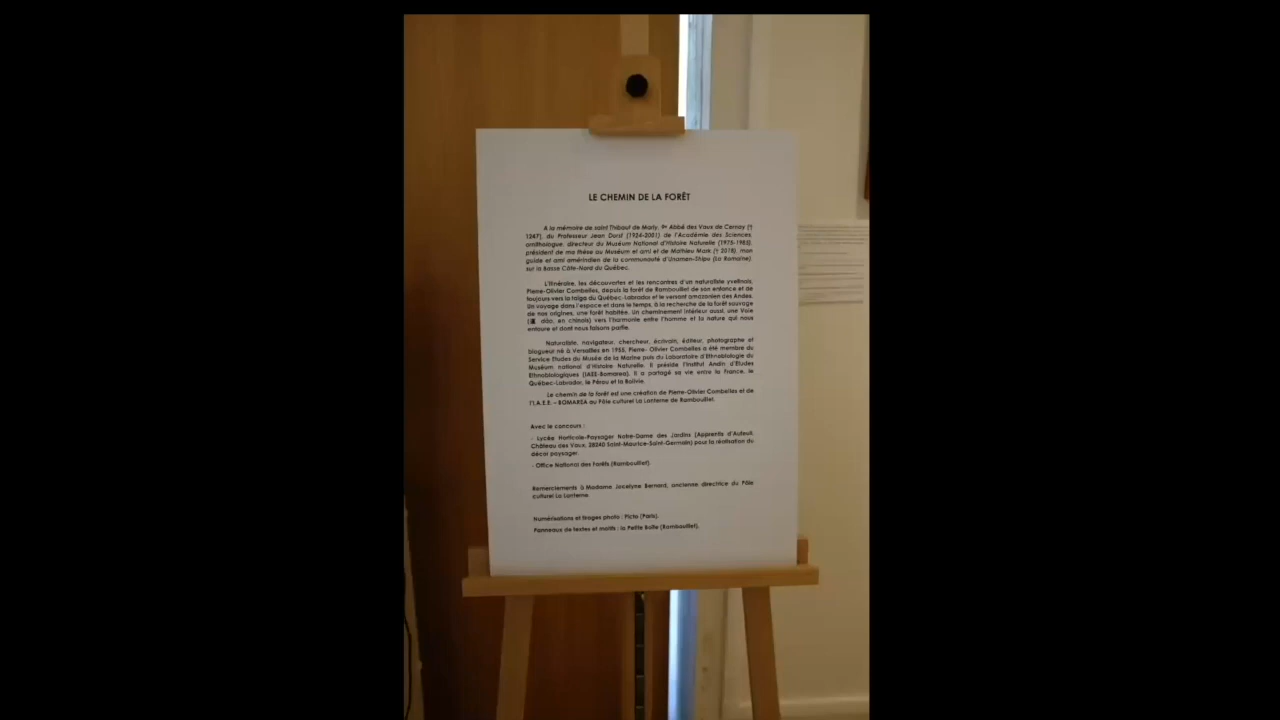 LE CHEMIN DE LA FORÊT
A la mémoire de saint Thibaut de Marly, 9e Abbé des Vaux de Cernay (†
1247), du Professeur Jean Dorst (1924-2001) de l'Académie des Sciences,
ornithologue, directeur du Muséum National d'Histoire Naturelle (1975-1985),
président de ma thèse au Muséum et ami et de Mathieu Mark († 2018), mon
guide et ami amérindien de la communauté d'Unamen-Shipu (La Romaine),
sur la Basse Côte-Nord du Québec.
L'itinéraire, les découvertes et les rencontres d'un naturaliste yvelinois,
Pierre-Olivier Combelles, depuis la forêt de Rambouillet de son enfance et de
toujours vers la taïga du Québec-Labrador et le versant amazonien des Andes.
Un voyage dans l'espace et dans le temps, à la recherche de la forêt sauvage
de nos origines, une forêt habitée. Un cheminement intérieur aussi, une Voie
dào, en chinois) vers l'harmonie entre l'homme et la nature qui nous
entoure et dont nous faisons partie.
Naturaliste, navigateur, chercheur, écrivain, éditeur, photographe et
blogueur né à Versailles en 1955, Pierre- Olivier Combelles a été membre du
Service Etudes du Musée de la Marine puis du Laboratoire d'Ethnobiologie du
Muséum national d'Histoire Naturelle. Il préside l'Institut Andin d'Etudes
Ethnobiologiques (IAEE-Bomarea). Il a partagé sa vie entre la France, le
Québec-Labrador, le Pérou et la Bolivie.
Le chemin de la forêt est une création de Pierre-Olivier Combelles et de
l'I.A.E.E. – BOMAREA au Pôle culturel La Lanterne de Rambouillet.
Avec le concours :
- Lycée Horticole-Paysager Notre-Dame des Jardins (Apprentis d'Auteuil,
Château des Vaux, 28240 Saint-Maurice-Saint-Germain) pour la réalisation du
décor paysager.
- Office National des Forêts (Rambouillet)
Remerciements à Madame Jocelyne Bernard, ancienne directrice du Pôle
culturel La Lanterne
Numérisations et tirages photo : Picto (Paris).
Panneaux de textes et motifs : la Petite Boîte (Rambouillet).